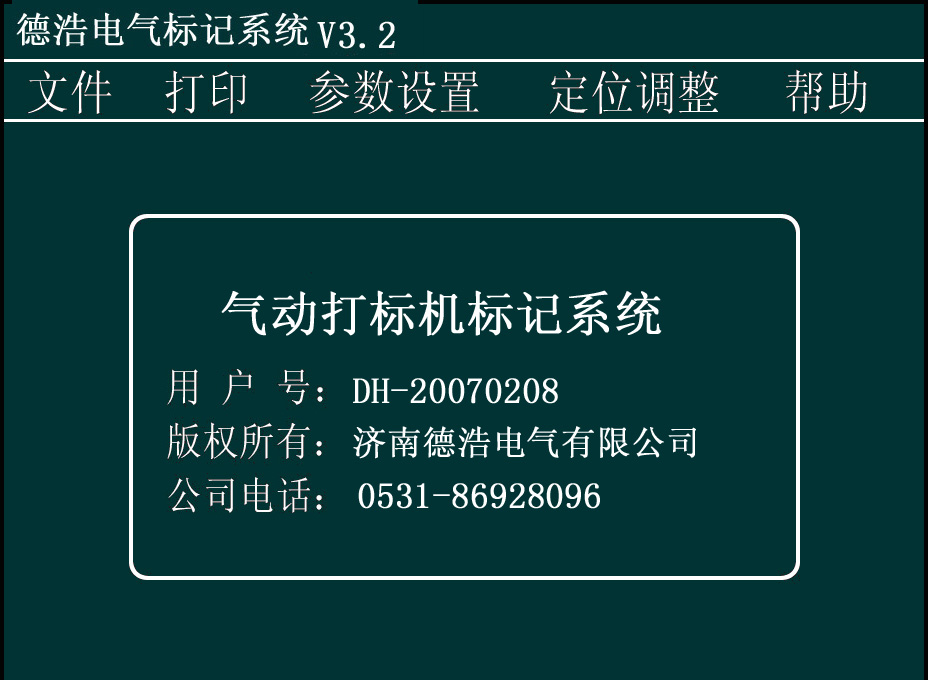 德浩电气标记系统 V3.2
文件 打印 参数设置 定位调整 帮助
气动打标机标记系统
用 户 号： DH-20070208
版权所有： 济南德浩电气有限公司
公司电话： 0531-86928096